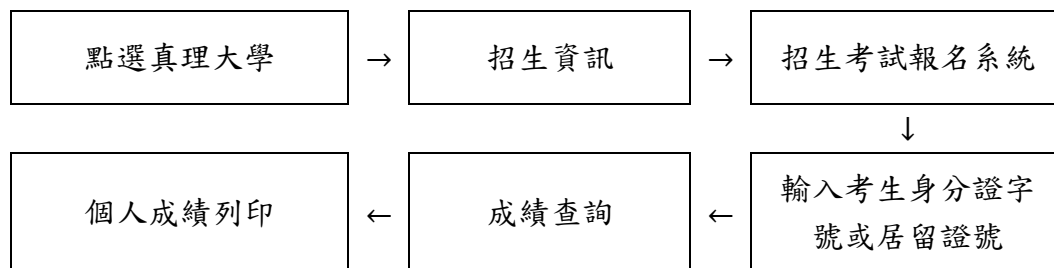 點選真理大學 → 招生資訊 → 招生考試報名系統
↓
個人成績列印 ← 成績查詢 ← 輸入考生身分證字
號或居留證號